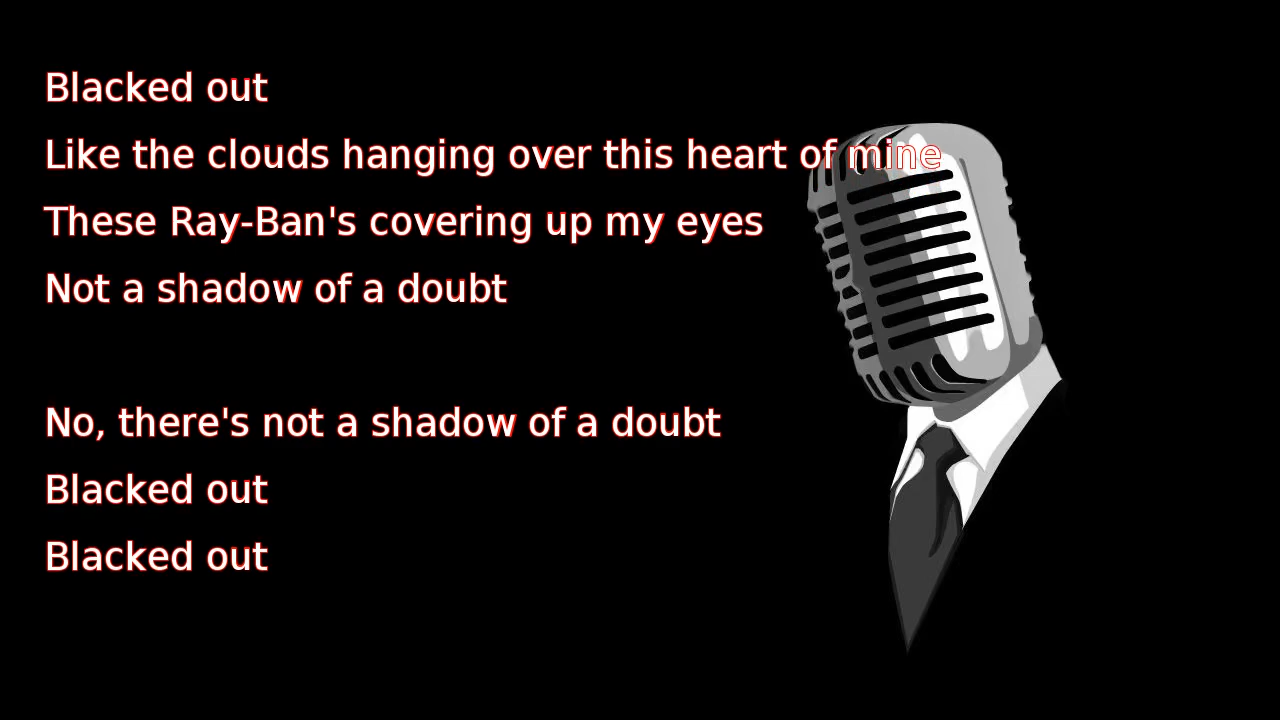 Blacked out
Like the clouds hanging over this heart of mine
These Ray-Ban's covering up my eyes
Not a shadow of a doubt
No, there's not a shadow of a doubt
Blacked out
Blacked out